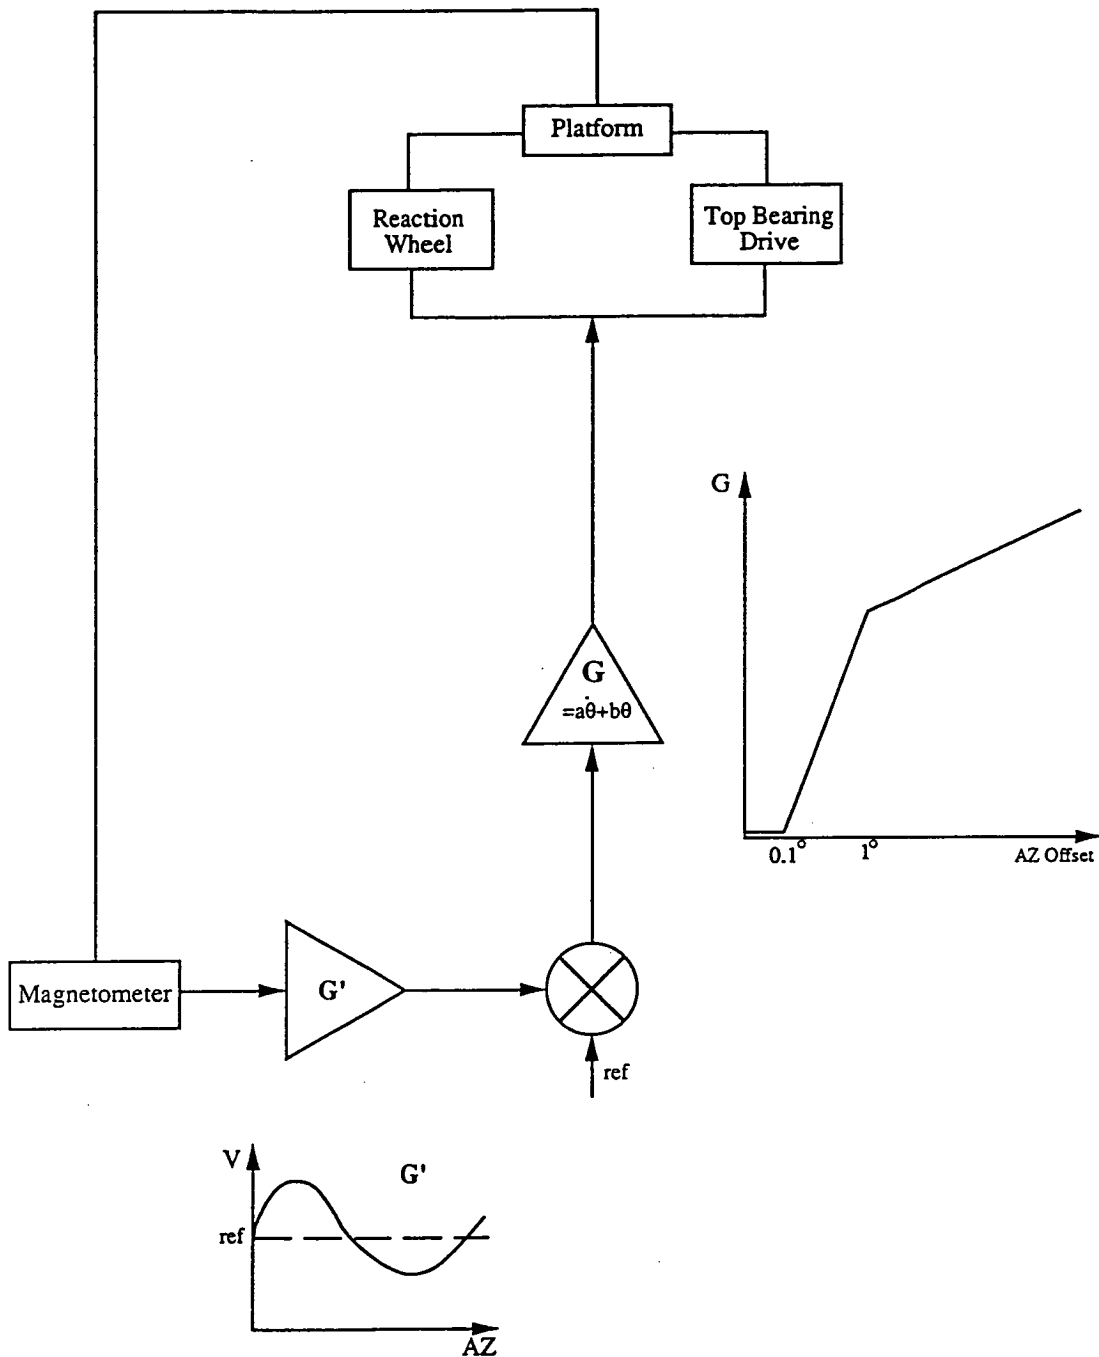 Platform
Reaction
Wheel
Top Bearing
Drive
G
G
=aθ̇+bθ
0.1°
1°
AZ Offset
Magnetometer
G'
ref
V
G'
ref
AZ